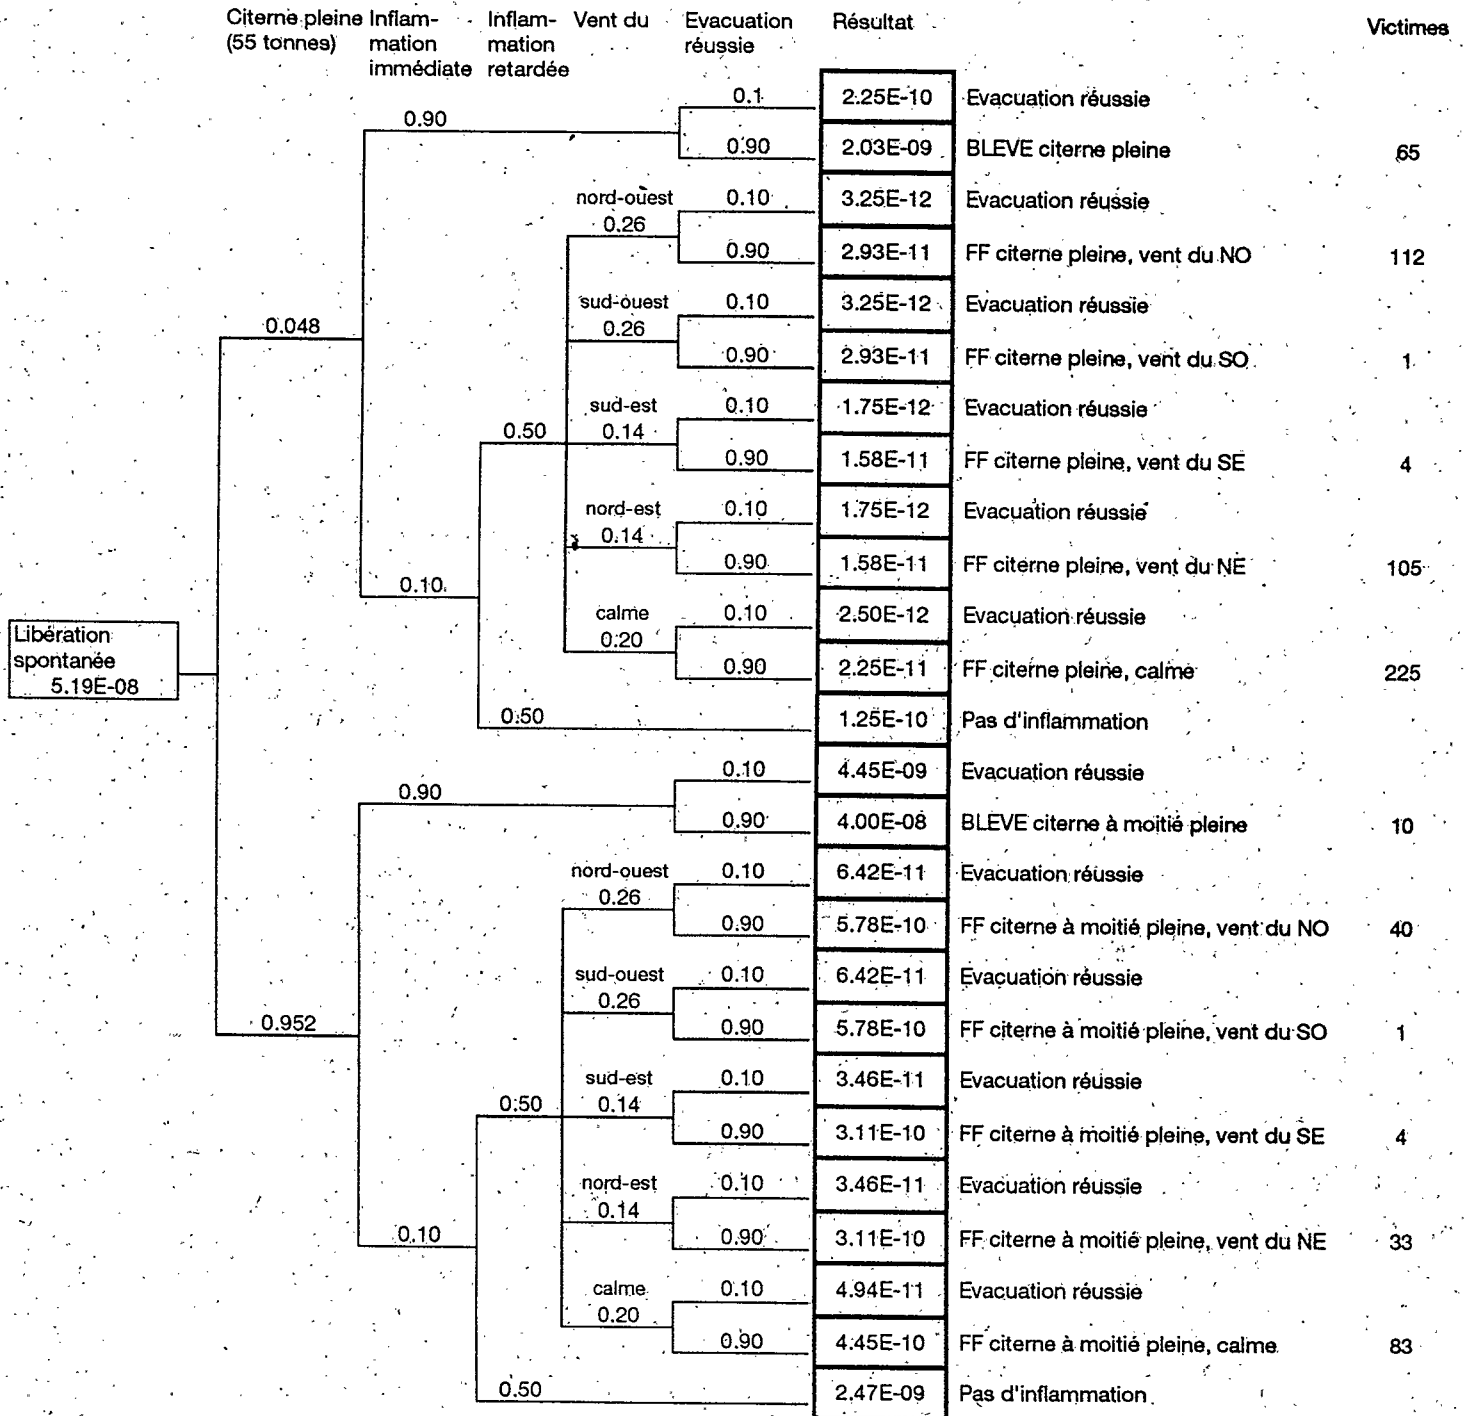 Citerne pleine Inflam- Inflam- Vent du Evacuation Résultat Victimes
(55 tonnes) mation mation réussie
immédiate retardée
0.1 2.25E-10 Evacuation réussie
0.90
0.90 2.03E-09 BLEVE citerne pleine 65
nord-ouest 0.10 3.25E-12 Evacuation réussie
0.26
0.90 2.93E-11 FF citerne pleine, vent du NO 112
sud-ouest 0.10 3.25E-12 Evacuation réussie
0.048 0.26
0.90 2.93E-11 FF citerne pleine, vent du SO 1
sud-est 0.10 1.75E-12 Evacuation réussie
0.50 0.14
0.90 1.58E-11 FF citerne pleine, vent du SE 4
nord-est 0.10 1.75E-12 Evacuation réussie
0.14
0.90 1.58E-11 FF citerne pleine, vent du NE 105
0.10
calme 0.10 2.50E-12 Evacuation réussie
0.20
0.90 2.25E-11 FF citerne pleine, calme 225
Libération
spontanée
5.19E-08
0.50 1.25E-10 Pas d'inflammation
0.10 4.45E-09 Evacuation réussie
0.90
0.90 4.00E-08 BLEVE citerne à moitié pleine 10
nord-ouest 0.10 6.42E-11 Evacuation réussie
0.26
0.90 5.78E-10 FF citerne à moitié pleine, vent du NO 40
sud-ouest 0.10 6.42E-11 Evacuation réussie
0.26
0.952 0.90 5.78E-10 FF citerne à moitié pleine, vent du SO 1
sud-est 0.10 3.46E-11 Evacuation réussie
0.50 0.14
0.90 3.11E-10 FF citerne à moitié pleine, vent du SE 4
nord-est 0.10 3.46E-11 Evacuation réussie
0.14
0.10 0.90 3.11E-10 FF citerne à moitié pleine, vent du NE 33
calme 0.10 4.94E-11 Evacuation réussie
0.20
0.90 4.45E-10 FF citerne à moitié pleine, calme 83
0.50 2.47E-09 Pas d'inflammation